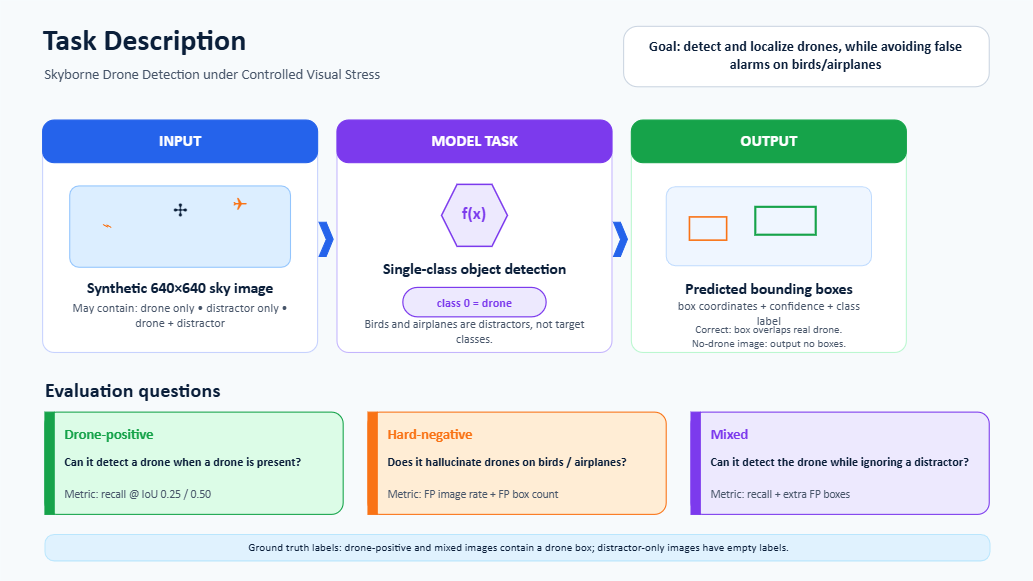 Task Description
Skyborne Drone Detection under Controlled Visual Stress
Goal: detect and localize drones, while avoiding false
alarms on birds/airplanes
INPUT
Synthetic 640×640 sky image
May contain: drone only • distractor only •
drone + distractor
MODEL TASK
f(x)
Single-class object detection
class 0 = drone
Birds and airplanes are distractors, not target
classes.
OUTPUT
Predicted bounding boxes
box coordinates + confidence + class
label
Correct: box overlaps real drone.
No-drone image: output no boxes.
Evaluation questions
Drone-positive
Can it detect a drone when a drone is present?
Metric: recall @ IoU 0.25 / 0.50
Hard-negative
Does it hallucinate drones on birds / airplanes?
Metric: FP image rate + FP box count
Mixed
Can it detect the drone while ignoring a distractor?
Metric: recall + extra FP boxes
Ground truth labels: drone-positive and mixed images contain a drone box; distractor-only images have empty labels.